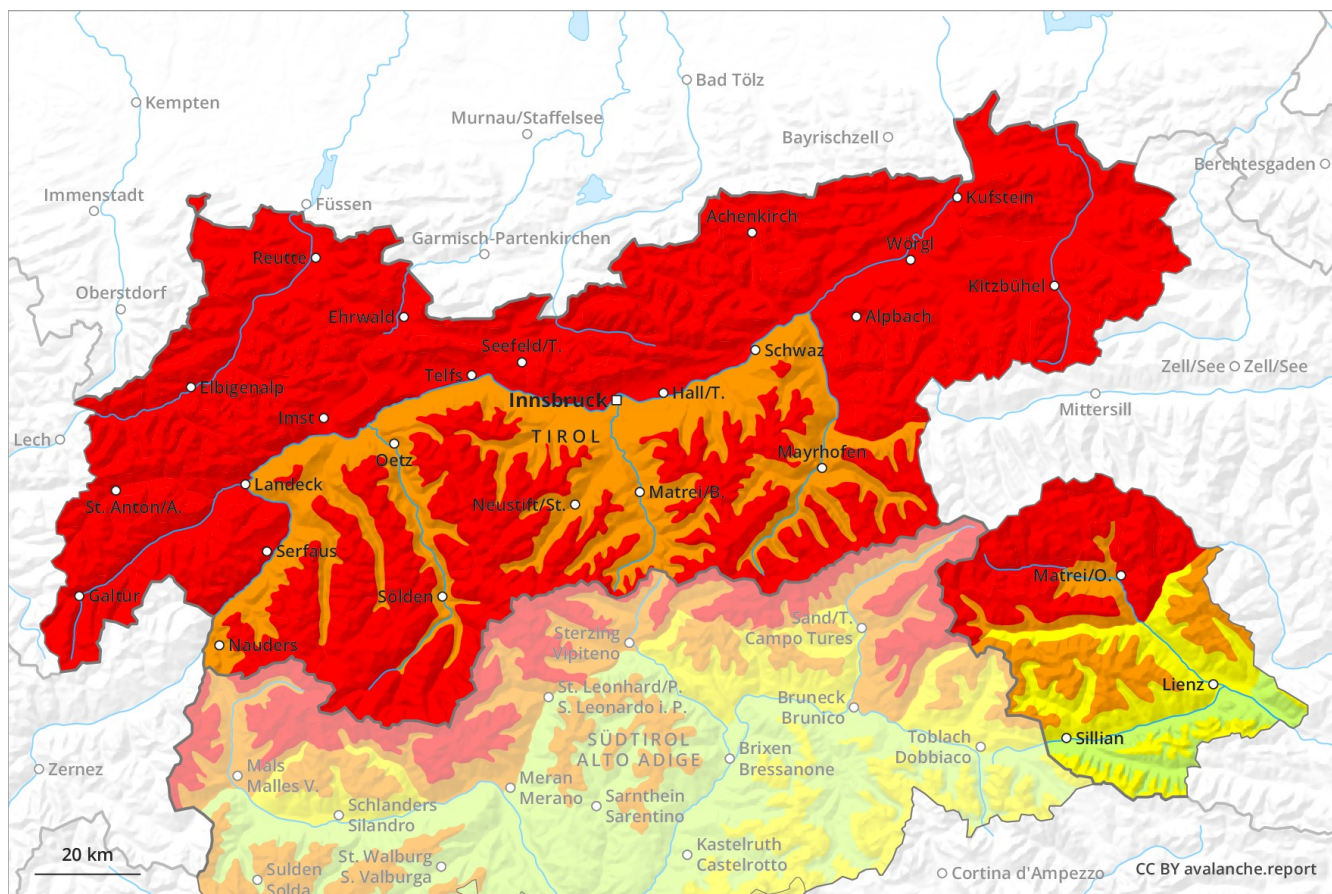 Kempten
Bad Tölz
Murnau/Staffelsee
Bayrischzell
Berchtesgaden
Immenstadt
Füssen
Kufstein
Achenkirch
Garmisch-Partenkirchen
Wörgl
Reutte
Kitzbühel
Oberstdorf
Ehrwald
Alpbach
Seefeld/T.
Schwaz
Zell/See
Zell/See
Telfs
Elbigenalp
Hall/T.
Innsbruck
Mittersill
Imst
TIROL
Lech
Oetz
Mayrhofen
Landeck
Matrei/B.
St. Anton/A.
Neustift/St.
Serfaus
Matrei/O.
Galtür
Sölden
Sand/T.
Campo Tures
Sterzing
Vipiteno
Nauders
Lienz
St. Leonhard/P.
S. Leonardo i. P.
Bruneck
Brunico
SÜDTIROL
ALTO ADIGE
Toblach
Dobbiaco
Sillian
Brixen
Bressanone
Zernez
Mals
Malles V.
Meran
Merano
Sarnthein
Sarentino
Schlanders
Silandro
Kastelruth
Castelrotto
20 km
St. Walburg
S. Valburga
Sulden
Solda
Cortina d'Ampezzo
CC BY avalanche.report